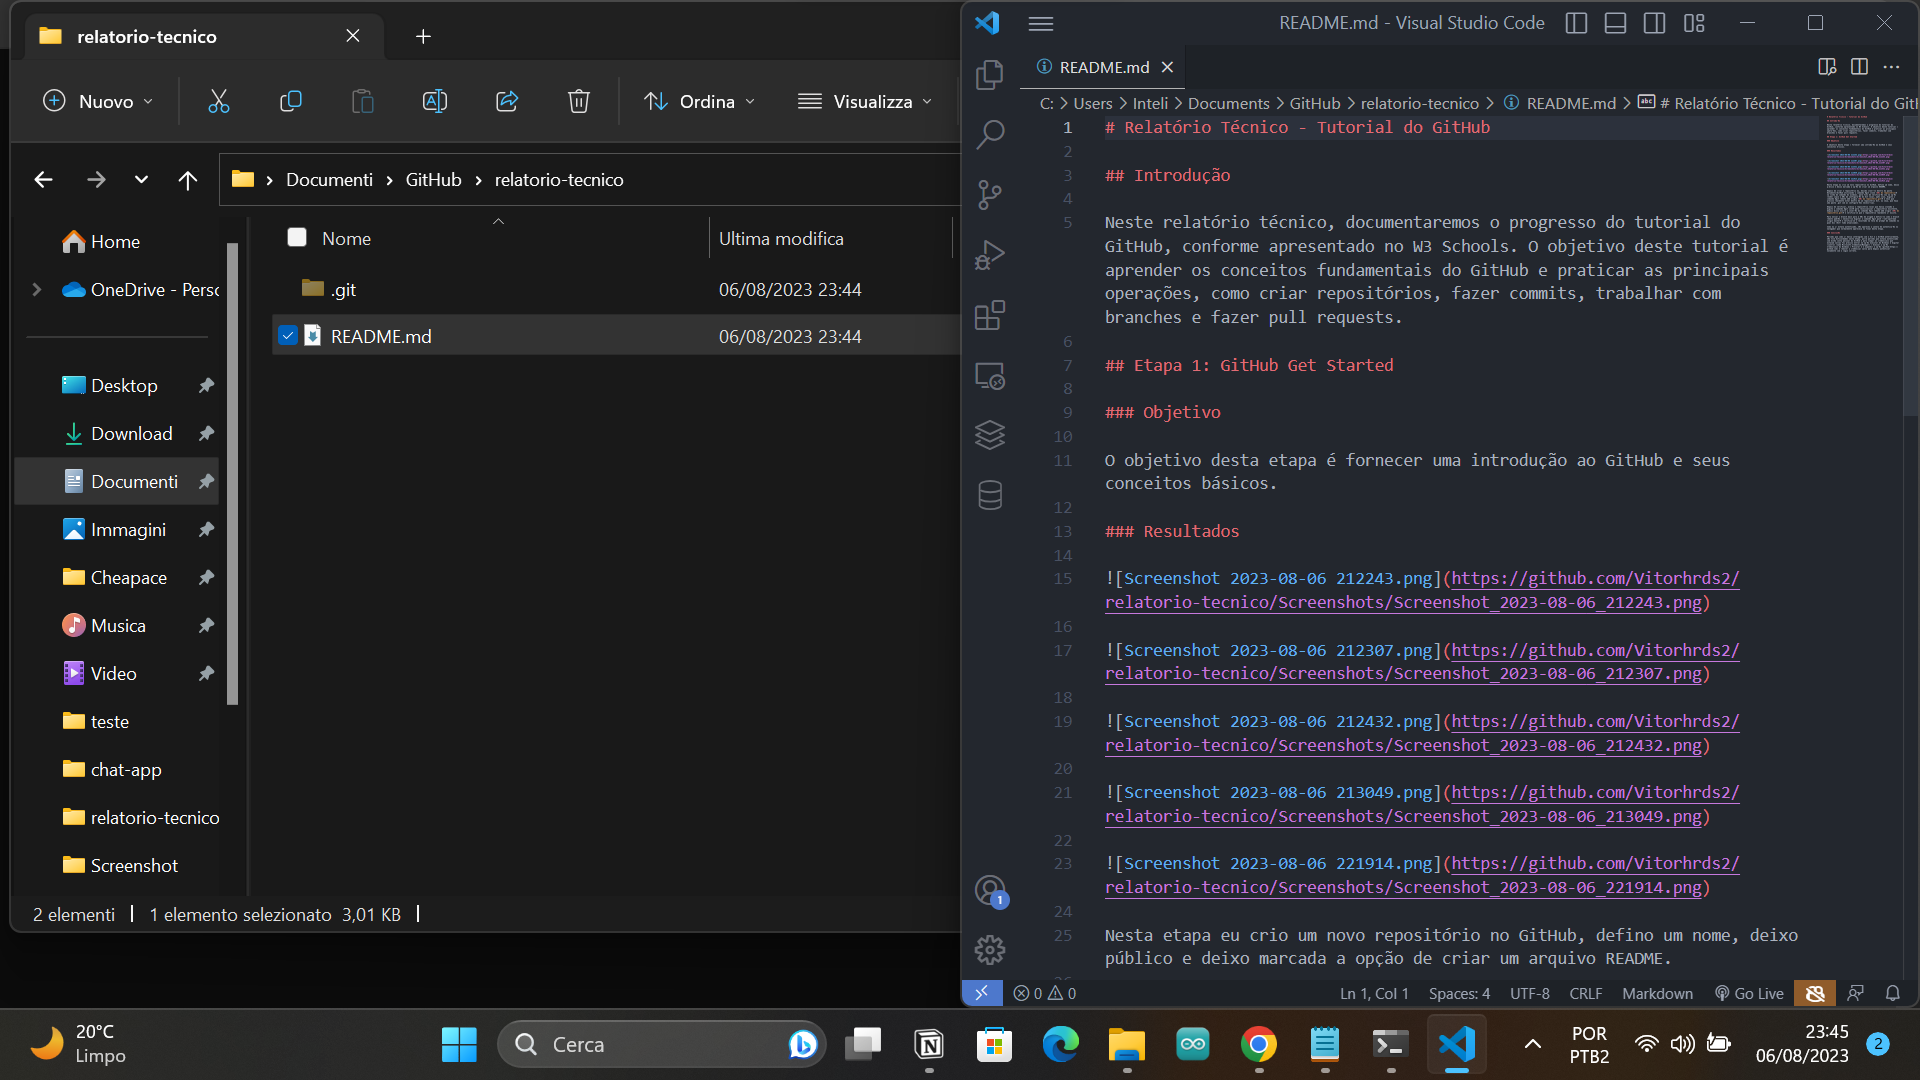 relatorio-tecnico
Nuovo
Ordina
Visualizza
Documenti > GitHub > relatorio-tecnico
Home
OneDrive - Perso
Desktop
Download
Documenti
Immagini
Cheapace
Musica
Video
teste
chat-app
relatorio-tecnico
Screenshot
Nome Ultima modifica
.git 06/08/2023 23:44
README.md 06/08/2023 23:44
2 elementi | 1 elemento selezionato 3,01 KB |
README.md - Visual Studio Code
README.md
C: > Users > Inteli > Documents > GitHub > relatorio-tecnico > README.md > # Relatório Técnico - Tutorial do GitH
1 # Relatório Técnico - Tutorial do GitHub
2
3 ## Introdução
4
5 Neste relatório técnico, documentaremos o progresso do tutorial do
GitHub, conforme apresentado no W3 Schools. O objetivo deste tutorial é
aprender os conceitos fundamentais do GitHub e praticar as principais
operações, como criar repositórios, fazer commits, trabalhar com
branches e fazer pull requests.
6
7 ## Etapa 1: GitHub Get Started
8
9 ### Objetivo
10
11 O objetivo desta etapa é fornecer uma introdução ao GitHub e seus
conceitos básicos.
12
13 ### Resultados
14
15 ![Screenshot 2023-08-06 212243.png](https://github.com/Vitorhrds2/
relatorio-tecnico/Screenshots/Screenshot_2023-08-06_212243.png)
16
17 ![Screenshot 2023-08-06 212307.png](https://github.com/Vitorhrds2/
relatorio-tecnico/Screenshots/Screenshot_2023-08-06_212307.png)
18
19 ![Screenshot 2023-08-06 212432.png](https://github.com/Vitorhrds2/
relatorio-tecnico/Screenshots/Screenshot_2023-08-06_212432.png)
20
21 ![Screenshot 2023-08-06 213049.png](https://github.com/Vitorhrds2/
relatorio-tecnico/Screenshots/Screenshot_2023-08-06_213049.png)
22
23 ![Screenshot 2023-08-06 221914.png](https://github.com/Vitorhrds2/
relatorio-tecnico/Screenshots/Screenshot_2023-08-06_221914.png)
24
25 Nesta etapa eu crio um novo repositório no GitHub, defino um nome, deixo
público e deixo marcada a opção de criar um arquivo README.
1
0 0 Ln 1, Col 1 Spaces: 4 UTF-8 CRLF Markdown Go Live
20°C
Limpo
Cerca
POR
PTB2
23:45
06/08/2023
2